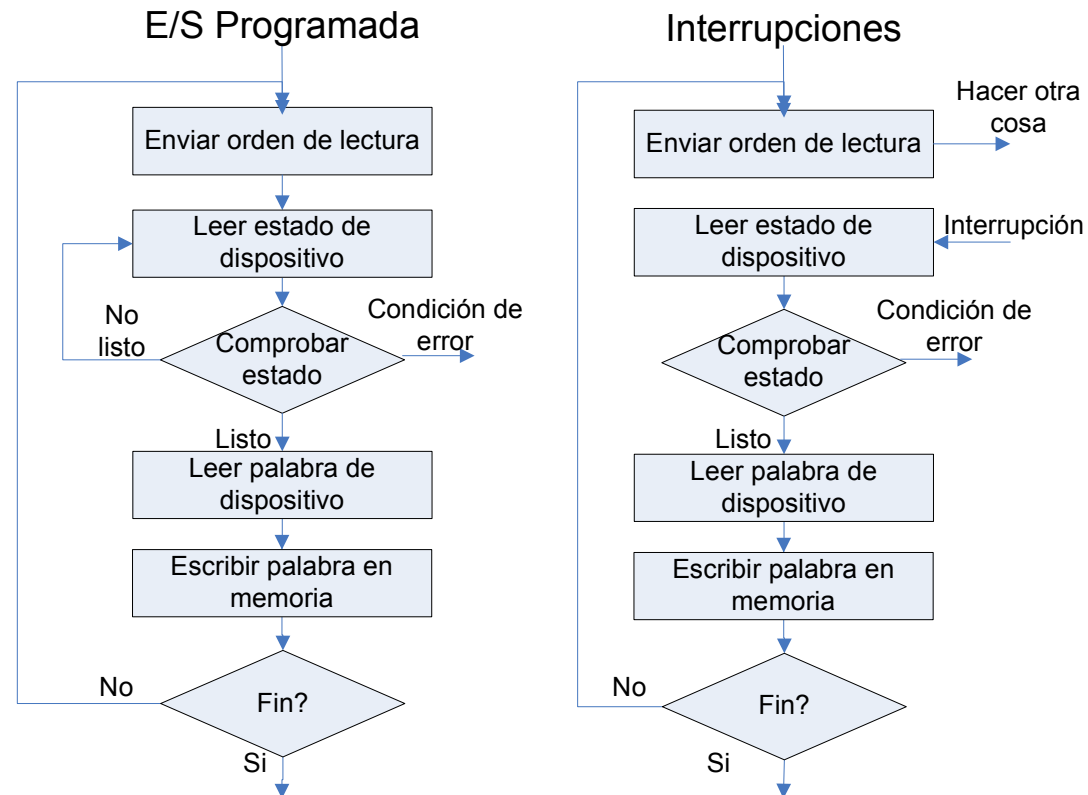 E/S Programada
Enviar orden de lectura
Leer estado de
dispositivo
No
listo
Comprobar
estado
Condición de
error
Listo
Leer palabra de
dispositivo
Escribir palabra en
memoria
No
Fin?
Si
Interrupciones
Hacer otra
cosa
Enviar orden de lectura
Leer estado de
dispositivo
Interrupción
Condición de
error
Comprobar
estado
Listo
Leer palabra de
dispositivo
Escribir palabra en
memoria
No
Fin?
Si